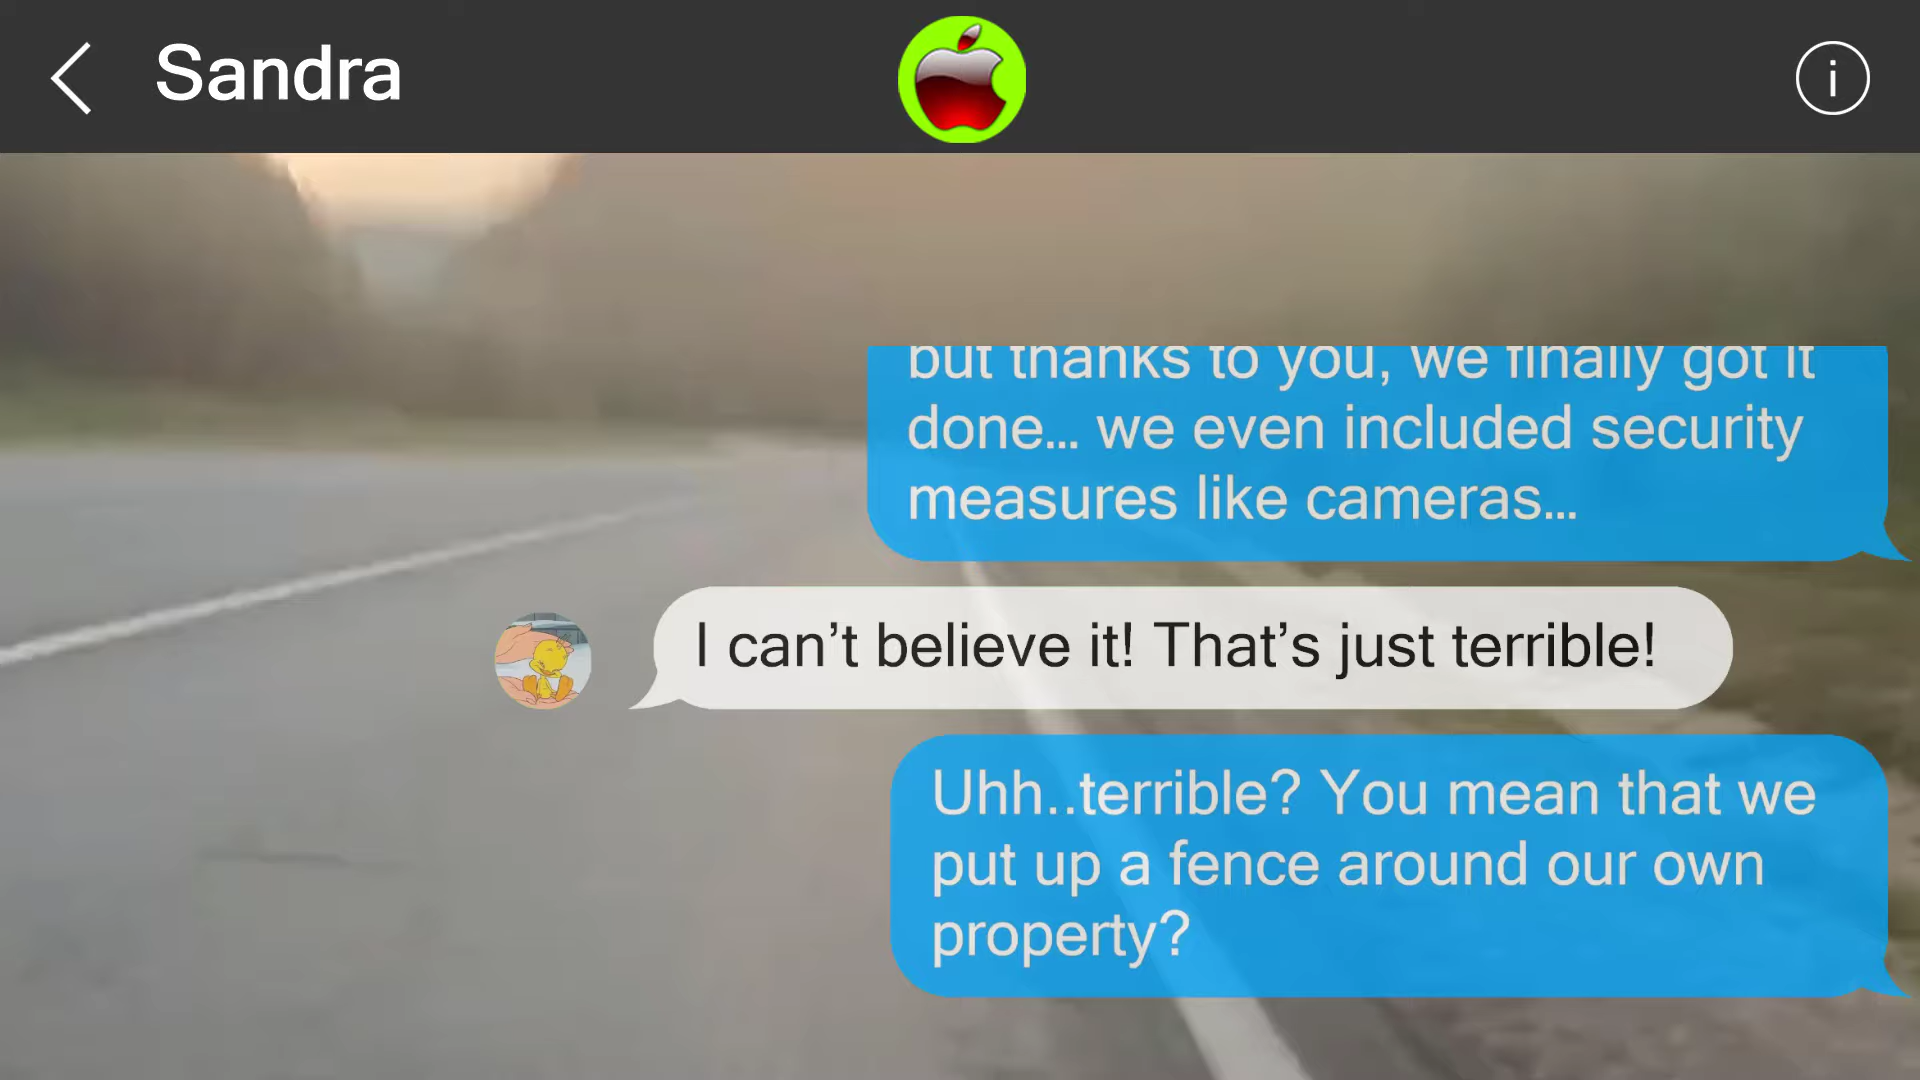 Sandra
but thanks to you, we finally got it
done... we even included security
measures like cameras...
I can’t believe it! That’s just terrible!
Uhh..terrible? You mean that we
put up a fence around our own
property?